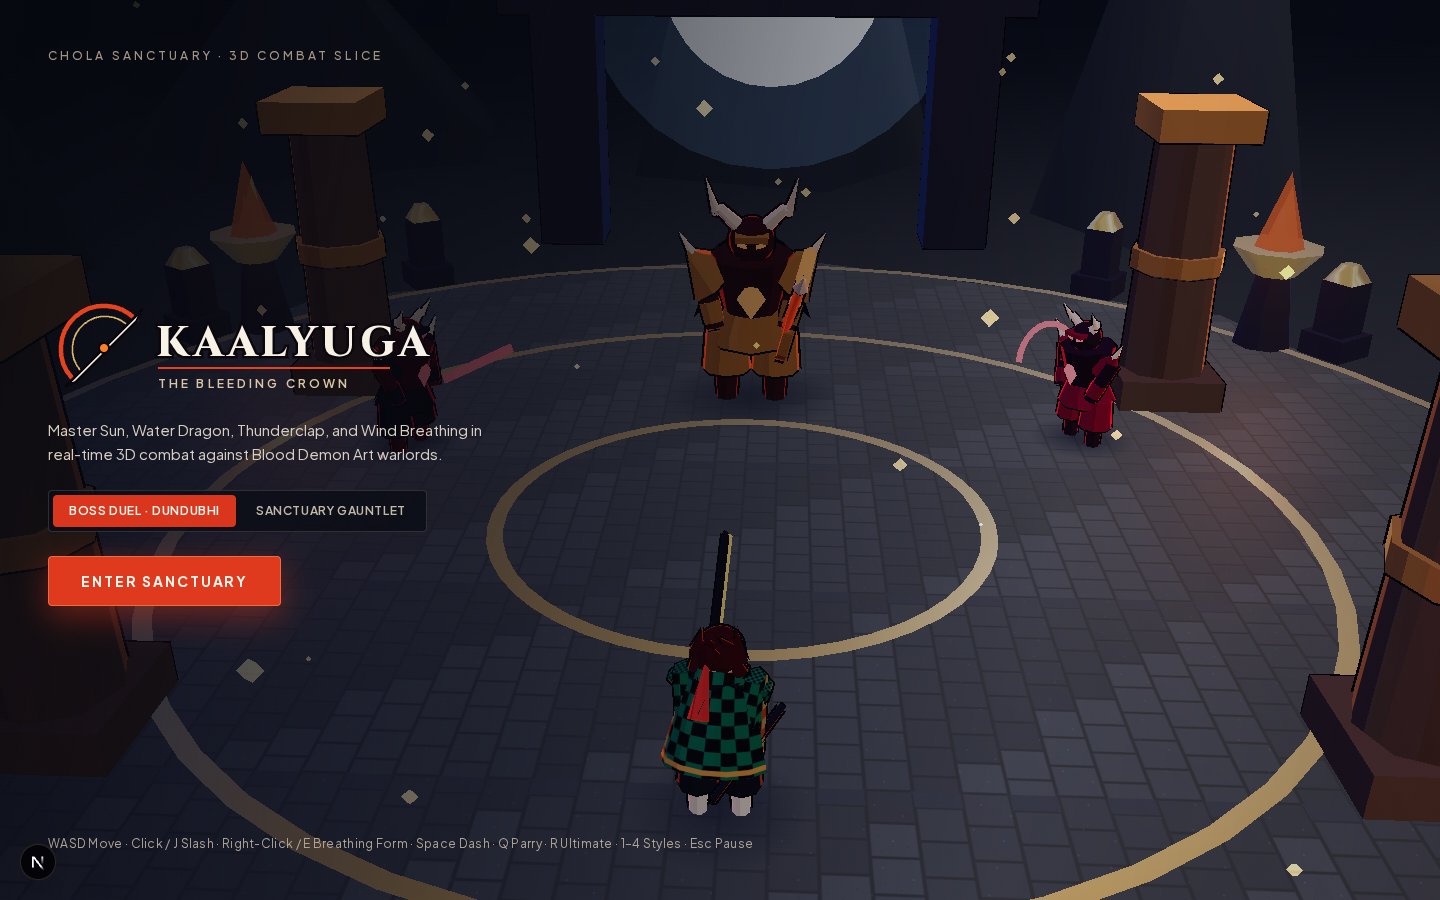 CHOLA SANCTUARY · 3D COMBAT SLICE
KAALYUGA
THE BLEEDING CROWN
Master Sun, Water Dragon, Thunderclap, and Wind Breathing in
real-time 3D combat against Blood Demon Art warlords.
BOSS DUEL · DUNDUBHI
SANCTUARY GAUNTLET
ENTER SANCTUARY
WASD Move · Click / J Slash · Right-Click / E Breathing Form · Space Dash · Q Parry · R Ultimate · 1–4 Styles · Esc Pause
N